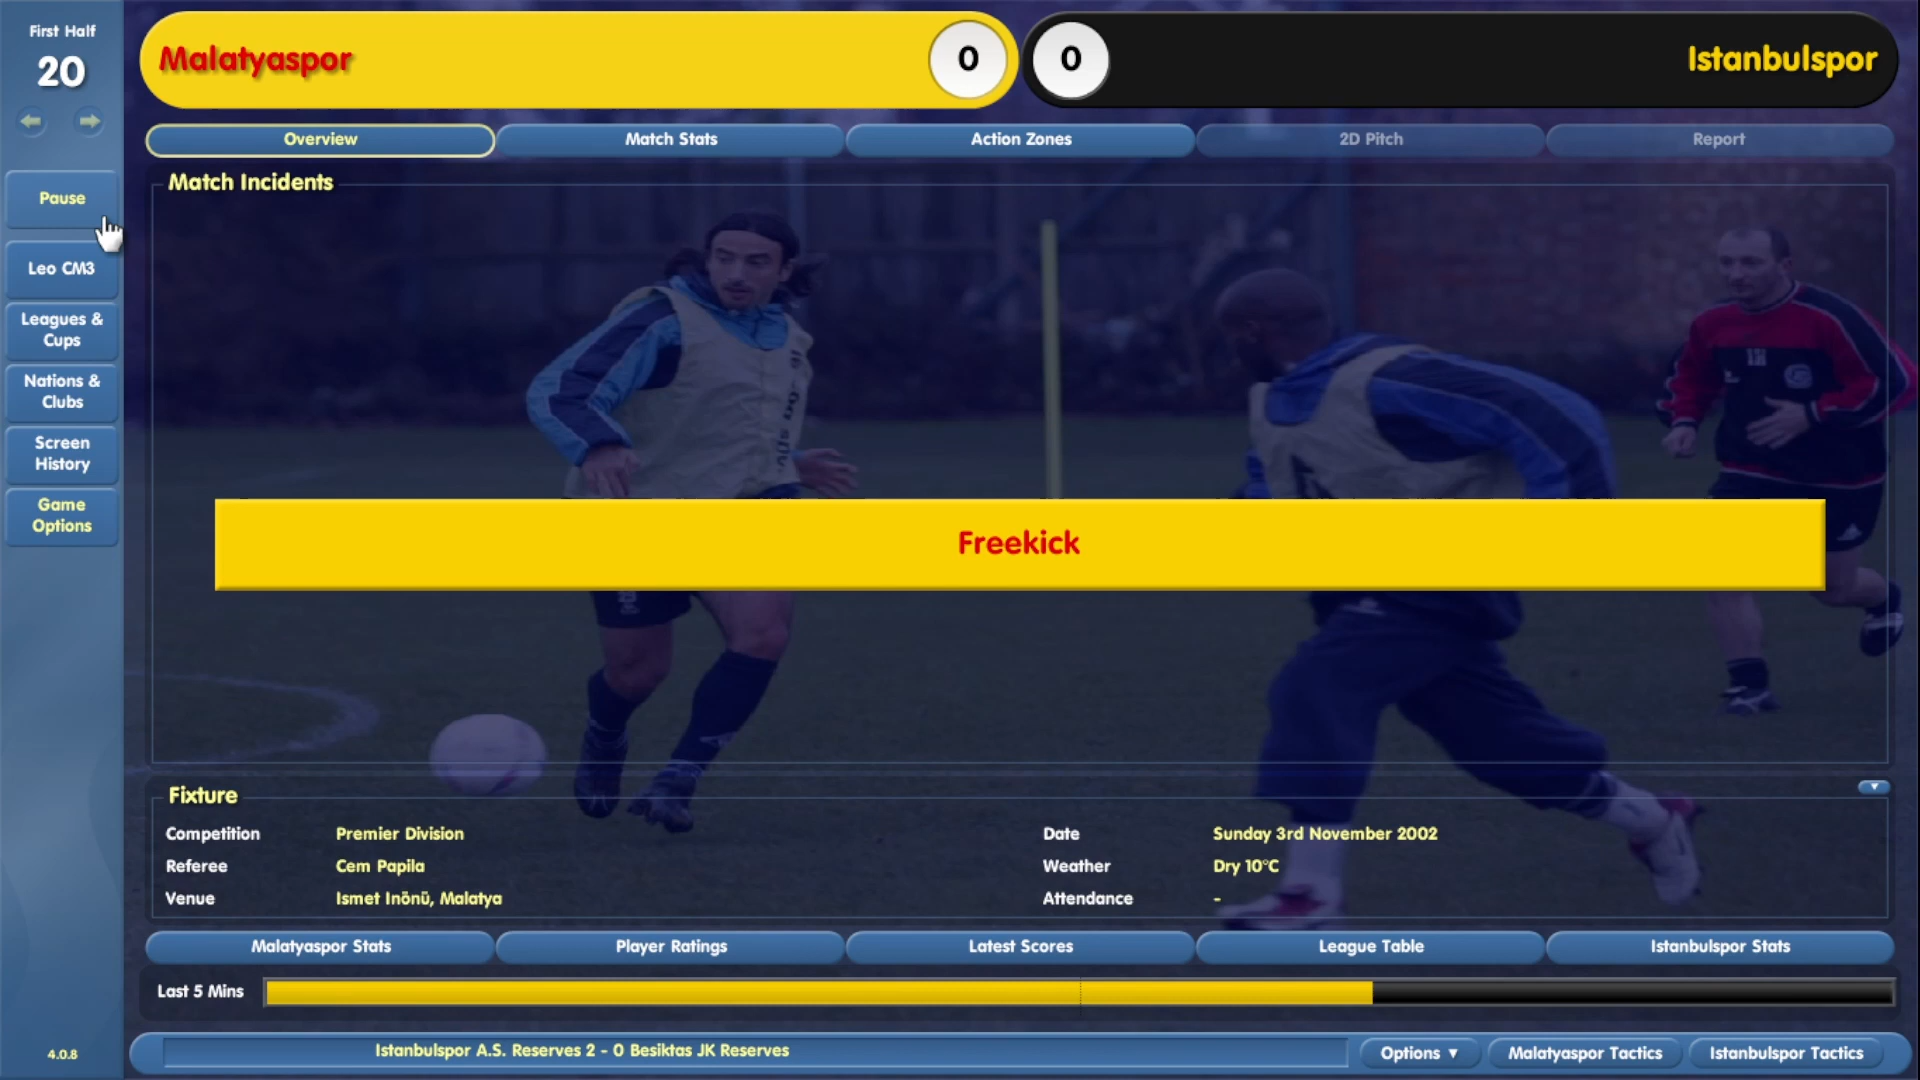 First Half
20
Malatyaspor
0
0
Istanbulspor
Overview
Match Stats
Action Zones
2D Pitch
Report
Pause
Leo CM3
Leagues &
Cups
Nations &
Clubs
Screen
History
Game
Options
Match Incidents
Freekick
Fixture
Competition Premier Division
Date Sunday 3rd November 2002
Referee Cem Papila
Weather Dry 10°C
Venue Ismet Inönü, Malatya
Attendance -
Malatyaspor Stats
Player Ratings
Latest Scores
League Table
Istanbulspor Stats
Last 5 Mins
4.0.8
Istanbulspor A.S. Reserves 2 - 0 Besiktas JK Reserves
Options ▼
Malatyaspor Tactics
Istanbulspor Tactics